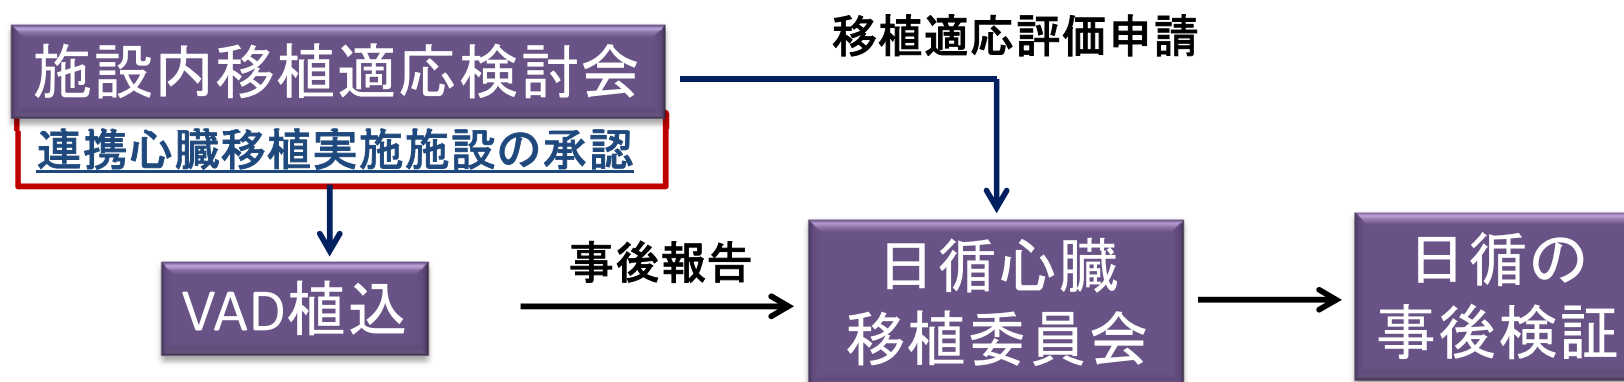 移植適応評価申請
施設内移植適応検討会
連携心臓移植実施施設の承認
事後報告
VAD植込
日循心臓
移植委員会
日循の
事後検証